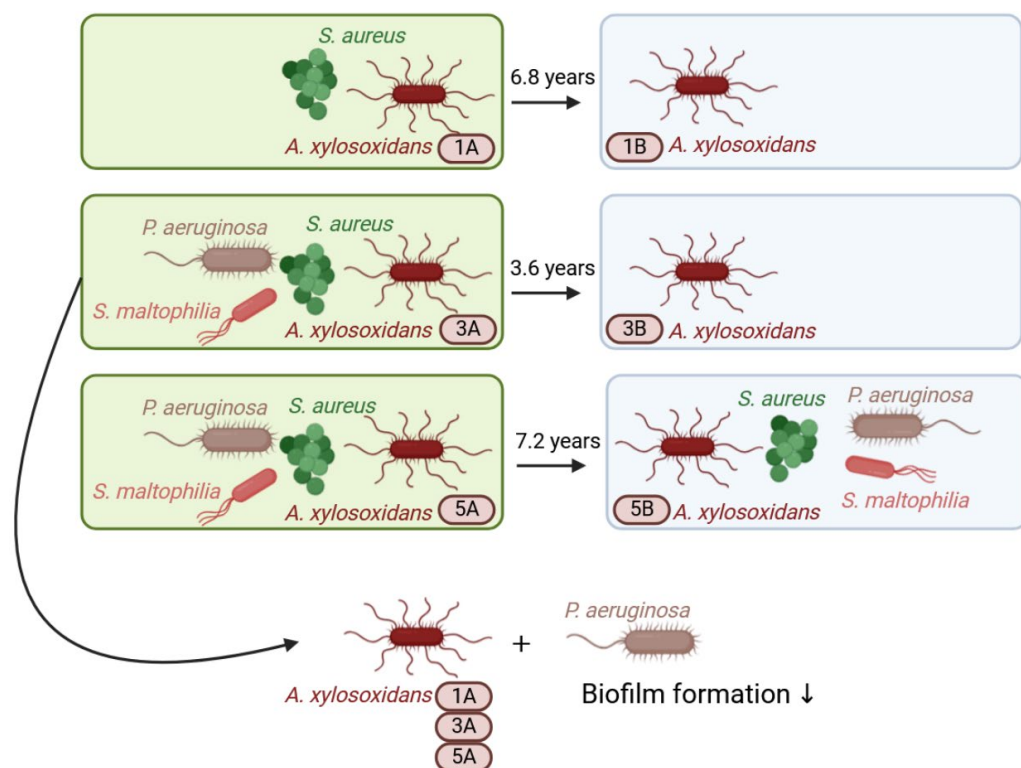 S. aureus
6.8 years
A. xylosoxidans 1A
1B A. xylosoxidans
P. aeruginosa
S. aureus
3.6 years
S. maltophilia
A. xylosoxidans 3A
3B A. xylosoxidans
P. aeruginosa
S. aureus
S. maltophilia
A. xylosoxidans 5A
7.2 years
S. aureus
P. aeruginosa
5B A. xylosoxidans
S. maltophilia
P. aeruginosa
+
A. xylosoxidans 1A
3A
5A
Biofilm formation ↓